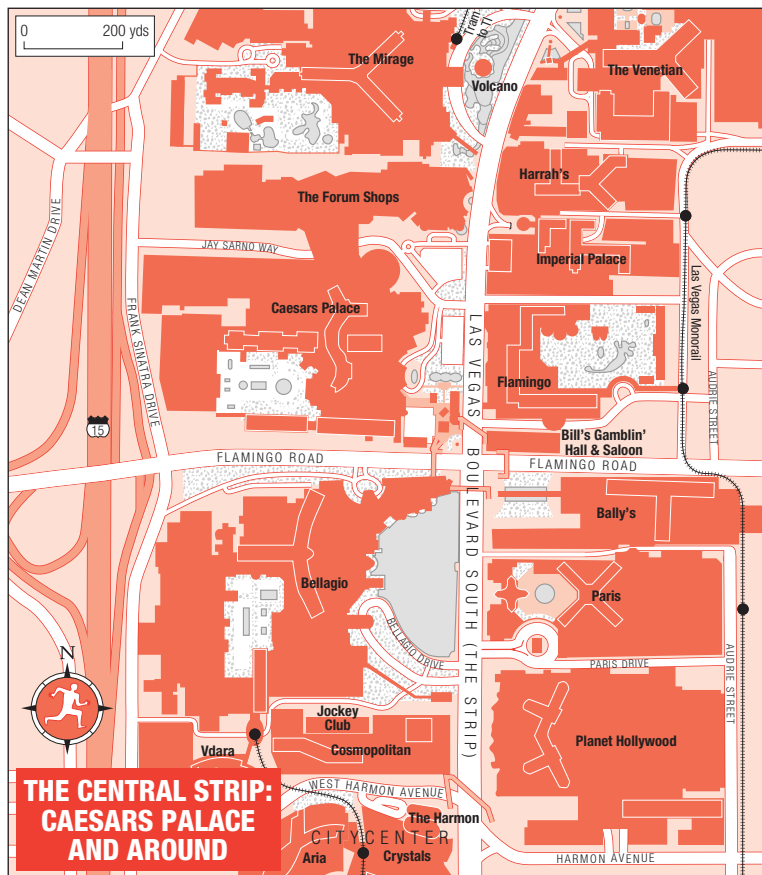 0 200 yds
Tram
to TI
The Mirage
Volcano
The Venetian
Harrah's
The Forum Shops
DEAN MARTIN DRIVE
JAY SARNO WAY
Imperial Palace
Las Vegas Monorail
FRANK SINATRA DRIVE
Caesars Palace
LAS VEGAS BOULEVARD SOUTH (THE STRIP)
Flamingo
AUDRIE STREET
15
Bill's Gamblin'
Hall & Saloon
FLAMINGO ROAD
FLAMINGO ROAD
Bally's
Bellagio
Paris
BELLAGIO DRIVE
N
PARIS DRIVE
AUDRIE STREET
Jockey
Club
Vdara
Cosmopolitan
Planet Hollywood
WEST HARMON AVENUE
THE CENTRAL STRIP:
CAESARS PALACE
AND AROUND
The Harmon
CITYCENTER
Aria
Crystals
HARMON AVENUE